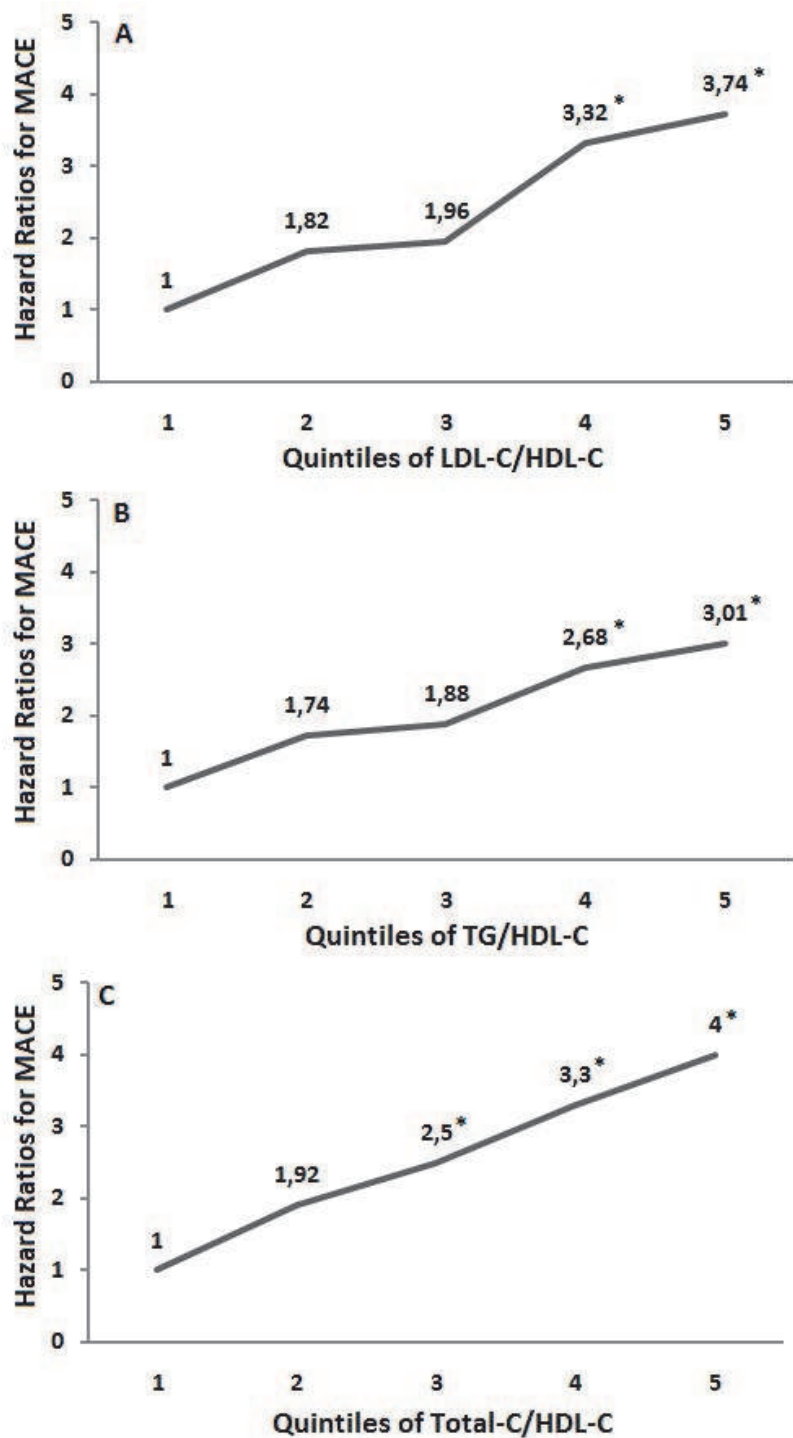 A
Hazard Ratios for MACE
5
4
3
2
1
0
1
1,82
1,96
3,32 *
3,74 *
1 2 3 4 5
Quintiles of LDL-C/HDL-C
B
Hazard Ratios for MACE
5
4
3
2
1
0
1
1,74
1,88
2,68 *
3,01 *
1 2 3 4 5
Quintiles of TG/HDL-C
C
Hazard Ratios for MACE
5
4
3
2
1
0
1
1,92
2,5 *
3,3 *
4 *
1 2 3 4 5
Quintiles of Total-C/HDL-C